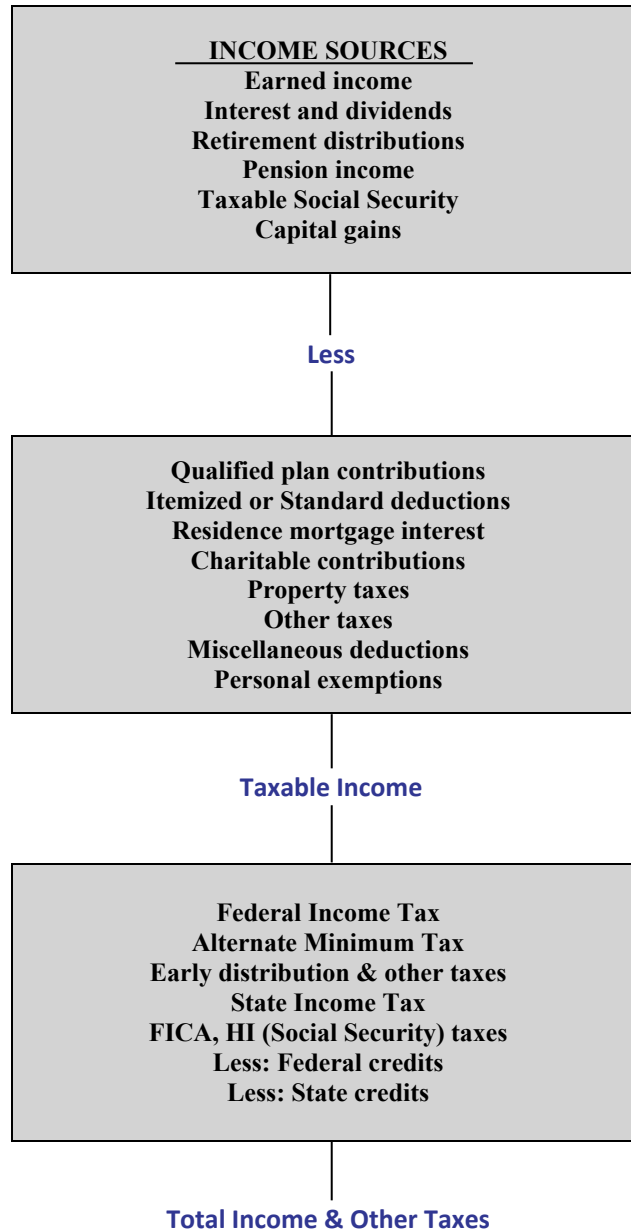 INCOME SOURCES
Earned income
Interest and dividends
Retirement distributions
Pension income
Taxable Social Security
Capital gains
Less
Qualified plan contributions
Itemized or Standard deductions
Residence mortgage interest
Charitable contributions
Property taxes
Other taxes
Miscellaneous deductions
Personal exemptions
Taxable Income
Federal Income Tax
Alternate Minimum Tax
Early distribution & other taxes
State Income Tax
FICA, HI (Social Security) taxes
Less: Federal credits
Less: State credits
Total Income & Other Taxes